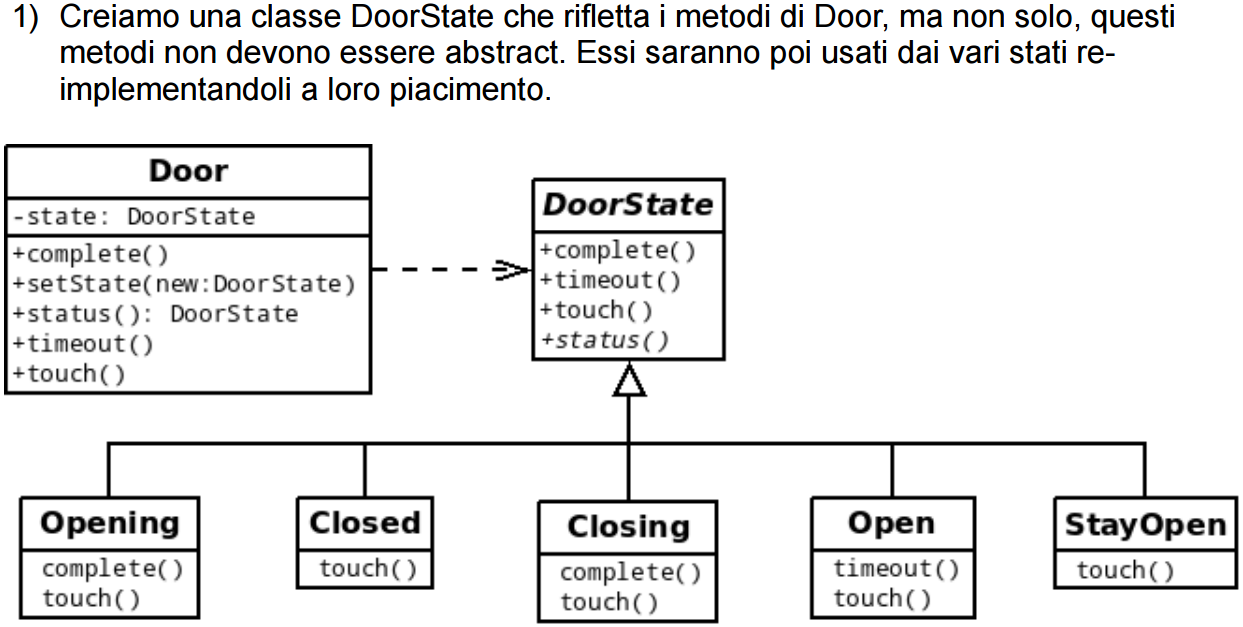 1) Creiamo una classe DoorState che rifletta i metodi di Door, ma non solo, questi
metodi non devono essere abstract. Essi saranno poi usati dai vari stati re-
implementandoli a loro piacimento.
Door
-state: DoorState
+complete()
+setState(new:DoorState)
+status(): DoorState
+timeout()
+touch()
DoorState
+complete()
+timeout()
+touch()
+status()
Opening
complete()
touch()
Closed
touch()
Closing
complete()
touch()
Open
timeout()
touch()
StayOpen
touch()